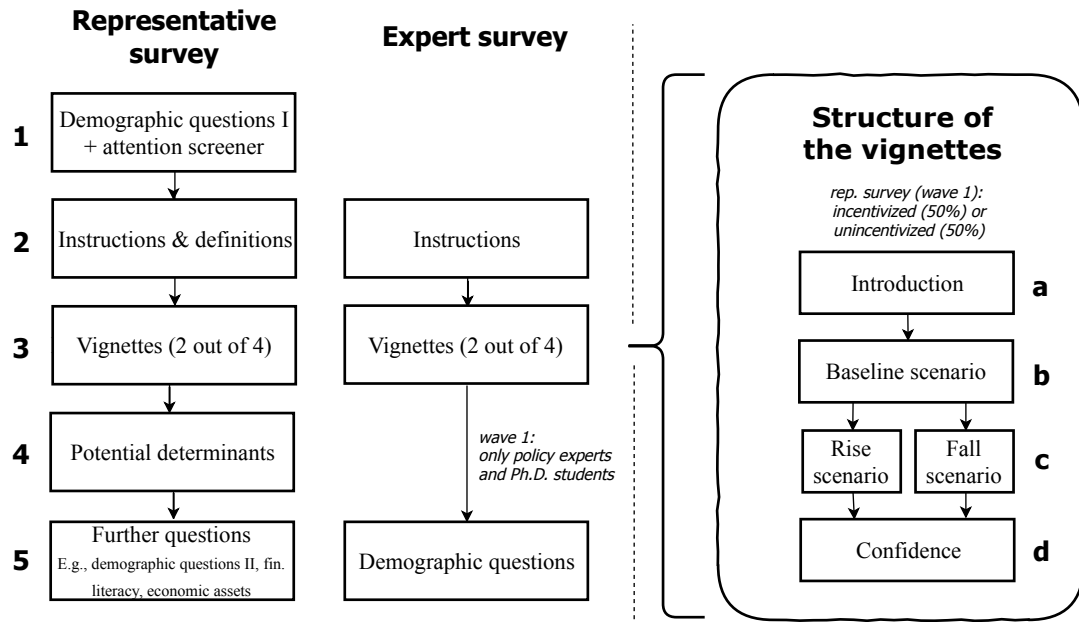 Representative
survey
1
Demographic questions I
+ attention screener
2
Instructions & definitions
3
Vignettes (2 out of 4)
4
Potential determinants
5
Further questions
E.g., demographic questions II, fin.
literacy, economic assets
Expert survey
Instructions
Vignettes (2 out of 4)
wave 1:
only policy experts
and Ph.D. students
Demographic questions
Structure of
the vignettes
rep. survey (wave 1):
incentivized (50%) or
unincentivized (50%)
Introduction
a
Baseline scenario
b
Rise
scenario
Fall
scenario
c
Confidence
d